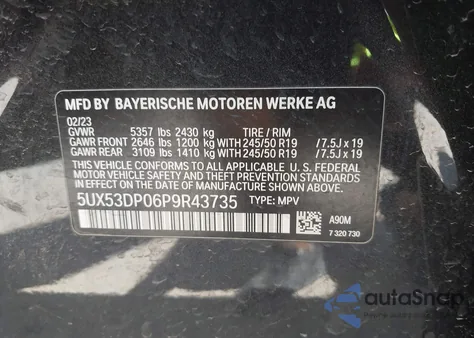 MFD BY BAYERISCHE MOTOREN WERKE AG
02/23
GVWR 5357 lbs 2430 kg TIRE / RIM
GAWR FRONT 2646 lbs 1200 kg WITH 245/50 R19 / 7.5J x 19
GAWR REAR 3109 lbs 1410 kg WITH 245/50 R19 / 7.5J x 19
THIS VEHICLE CONFORMS TO ALL APPLICABLE U. S. FEDERAL
MOTOR VEHICLE SAFETY AND THEFT PREVENTION STANDARDS
IN EFFECT ON THE DATE OF MANUFACTURE SHOWN ABOVE.
5UX53DP06P9R43735 TYPE: MPV
A90M
7 320 730
autoSnap